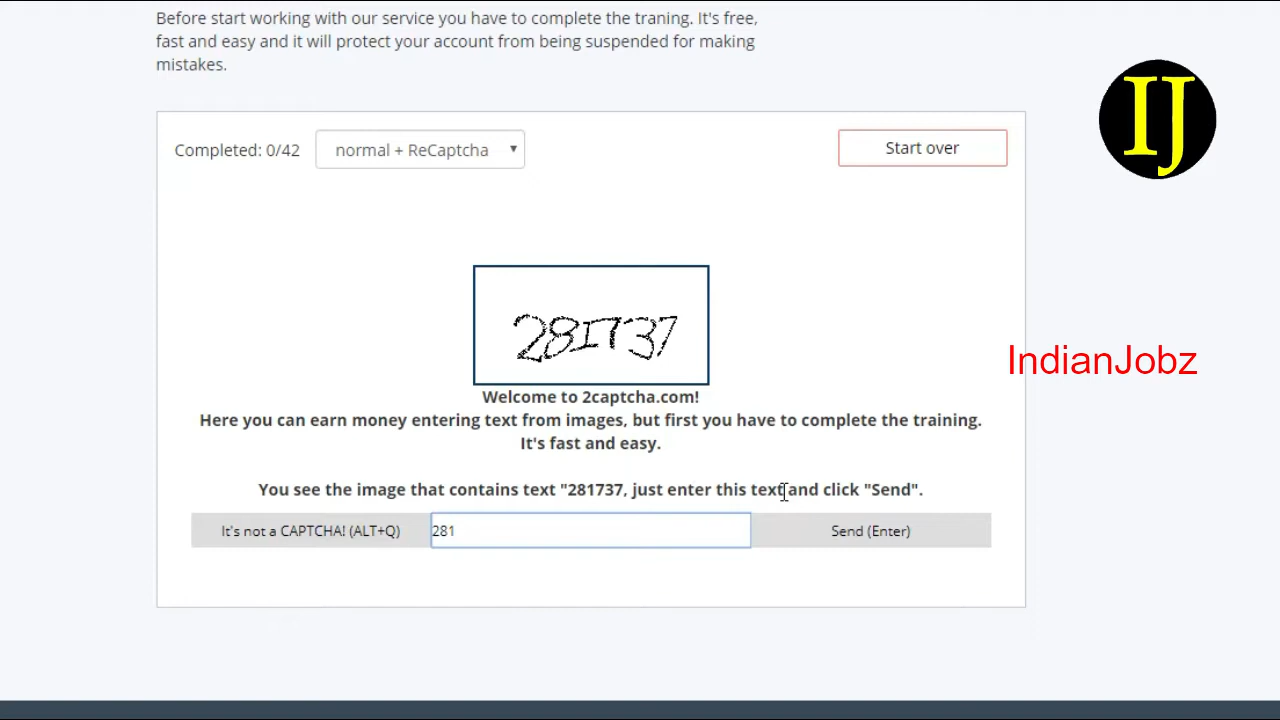 Before start working with our service you have to complete the traning. It's free,
fast and easy and it will protect your account from being suspended for making
mistakes.
IJ
Completed: 0/42 normal + ReCaptcha Start over
281737
IndianJobz
Welcome to 2captcha.com!
Here you can earn money entering text from images, but first you have to complete the training.
It's fast and easy.
You see the image that contains text "281737, just enter this text and click "Send".
It's not a CAPTCHA! (ALT+Q) 281 Send (Enter)